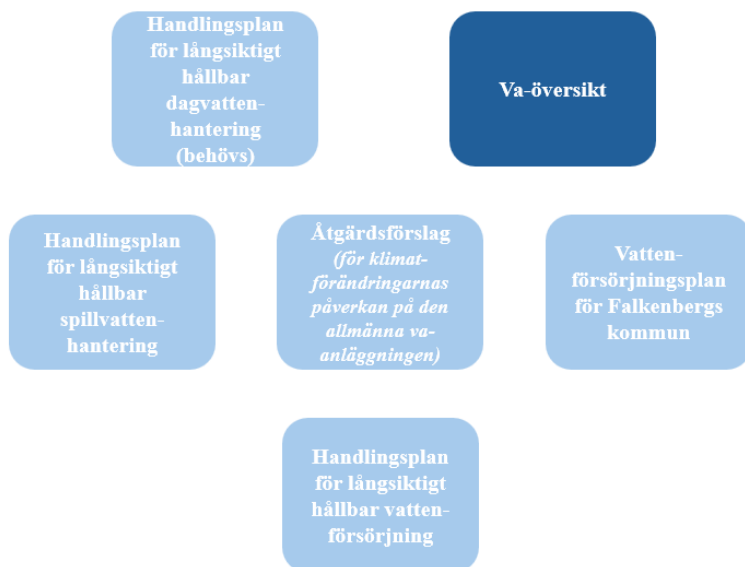 Handlingsplan
för långsiktigt
hållbar
dagvatten-
hantering
(behövs)
Va-översikt
Handlingsplan
för långsiktigt
hållbar
spillvatten-
hantering
Åtgärdsförslag
(för klimat-
förändringarnas
påverkan på den
allmänna va-
anläggningen)
Vatten-
försörjningsplan
för Falkenbergs
kommun
Handlingsplan
för långsiktigt
hållbar vatten-
försörjning